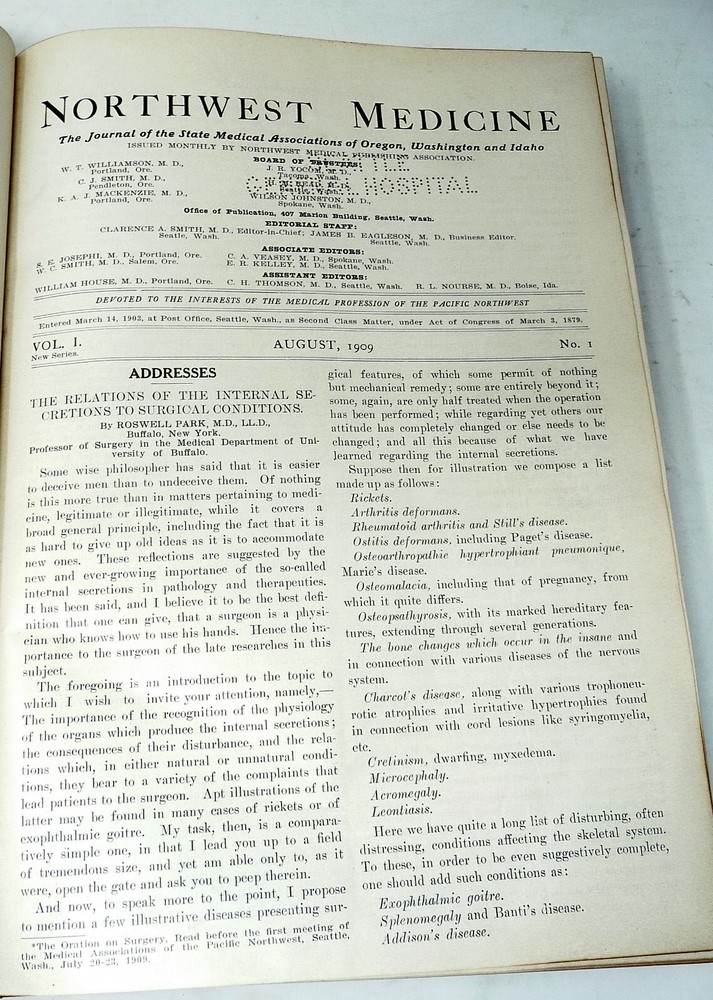 NORTHWEST MEDICINE
The Journal of the State Medical Associations of Oregon, Washington and Idaho
ISSUED MONTHLY BY NORTHWEST MEDICAL PUBLISHING ASSOCIATION.
BOARD OF TRUSTEES:
W. T. WILLIAMSON, M. D.,
Portland, Ore.
C. J. SMITH, M. D.,
Pendleton, Ore.
K. A. J. MACKENZIE, M. D.,
Portland, Ore.
J. R. YOCOM, M. D.,
Tacoma, Wash.
Seattle, Wash.
WILSON JOHNSTON, M. D.,
Spokane, Wash.
HOSPITAL
Office of Publication, 407 Marion Building, Seattle, Wash.
EDITORIAL STAFF:
CLARENCE A. SMITH, M. D., Editor-in-Chief; JAMES B. EAGLESON, M. D., Business Editor.
Seattle, Wash. Seattle, Wash.
ASSOCIATE EDITORS:
S. E. JOSEPHI, M. D., Portland, Ore. C. A. VEASEY, M. D., Spokane, Wash.
W. C. SMITH, M. D., Salem, Ore. E. R. KELLEY, M. D., Seattle, Wash.
ASSISTANT EDITORS:
WILLIAM HOUSE, M. D., Portland, Ore. C. H. THOMSON, M. D., Seattle, Wash. R. L. NOURSE, M. D., Boise, Ida.
DEVOTED TO THE INTERESTS OF THE MEDICAL PROFESSION OF THE PACIFIC NORTHWEST
Entered March 14, 1903, at Post Office, Seattle, Wash., as Second Class Matter, under Act of Congress of March 3, 1879.
VOL. I. AUGUST, 1909 No. 1
New Series.
ADDRESSES
THE RELATIONS OF THE INTERNAL SE-
CRETIONS TO SURGICAL CONDITIONS.
By ROSWELL PARK, M.D., LL.D.,
Buffalo, New York.
Professor of Surgery in the Medical Department of Uni-
versity of Buffalo.
Some wise philosopher has said that it is easier
to deceive men than to undeceive them. Of nothing
is this more true than in matters pertaining to medi-
cine, legitimate or illegitimate, while it covers a
broad general principle, including the fact that it is
as hard to give up old ideas as it is to accommodate
new ones. These reflections are suggested by the
new and ever-growing importance of the so-called
internal secretions in pathology and therapeutics.
It has been said, and I believe it to be the best defi-
nition that one can give, that a surgeon is a physi-
cian who knows how to use his hands. Hence the im-
portance to the surgeon of the late researches in this
subject.
The foregoing is an introduction to the topic to
which I wish to invite your attention, namely,—
The importance of the recognition of the physiology
of the organs which produce the internal secretions;
the consequences of their disturbance, and the rela-
tions which, in either natural or unnatural condi-
tions, they bear to a variety of the complaints that
lead patients to the surgeon. Apt illustrations of the
latter may be found in many cases of rickets or of
exophthalmic goitre. My task, then, is a compara-
tively simple one, in that I lead you up to a field
of tremendous size, and yet am able only to, as it
were, open the gate and ask you to peep therein.
And now, to speak more to the point, I propose
to mention a few illustrative diseases presenting sur-
*The Oration on Surgery. Read before the first meeting of
the Medical Associations of the Pacific Northwest, Seattle,
Wash., July 20-23, 1909.
gical features, of which some permit of nothing
but mechanical remedy; some are entirely beyond it;
some, again, are only half treated when the operation
has been performed; while regarding yet others our
attitude has completely changed or else needs to be
changed; and all this because of what we have
learned regarding the internal secretions.
Suppose then for illustration we compose a list
made up as follows:
Rickets.
Arthritis deformans.
Rheumatoid arthritis and Still's disease.
Ostitis deformans, including Paget's disease.
Osteoarthropathic hypertrophiant pneumonique,
Marie's disease.
Osteomalacia, including that of pregnancy, from
which it quite differs.
Osteopsathyrosis, with its marked hereditary fea-
tures, extending through several generations.
The bone changes which occur in the insane and
in connection with various diseases of the nervous
system.
Charcot's disease, along with various trophoneu-
rotic atrophies and irritative hypertrophies found
in connection with cord lesions like syringomyelia,
etc.
Cretinism, dwarfing, myxedema.
Microcephaly.
Acromegaly.
Leontiasis.
Here we have quite a long list of disturbing, often
distressing, conditions affecting the skeletal system.
To these, in order to be even suggestively complete,
one should add such conditions as:
Exophthalmic goitre.
Splenomegaly and Banti's disease.
Addison's disease.